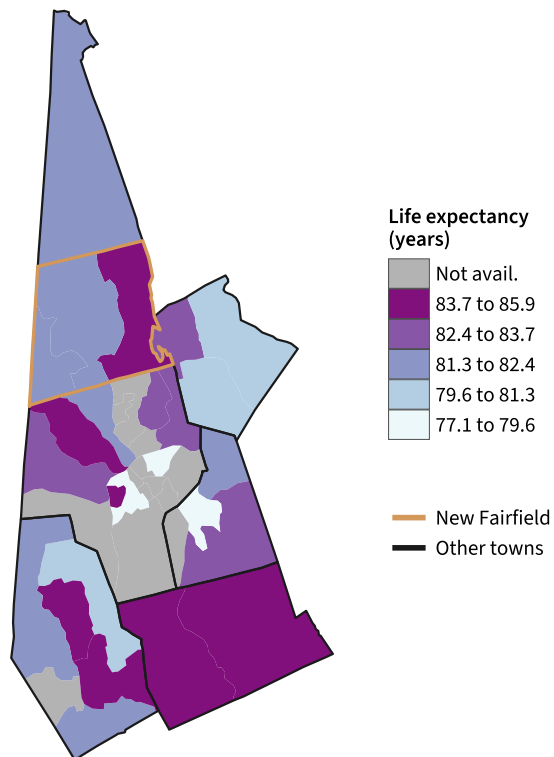 Life expectancy
(years)
Not avail.
83.7 to 85.9
82.4 to 83.7
81.3 to 82.4
79.6 to 81.3
77.1 to 79.6
New Fairfield
Other towns